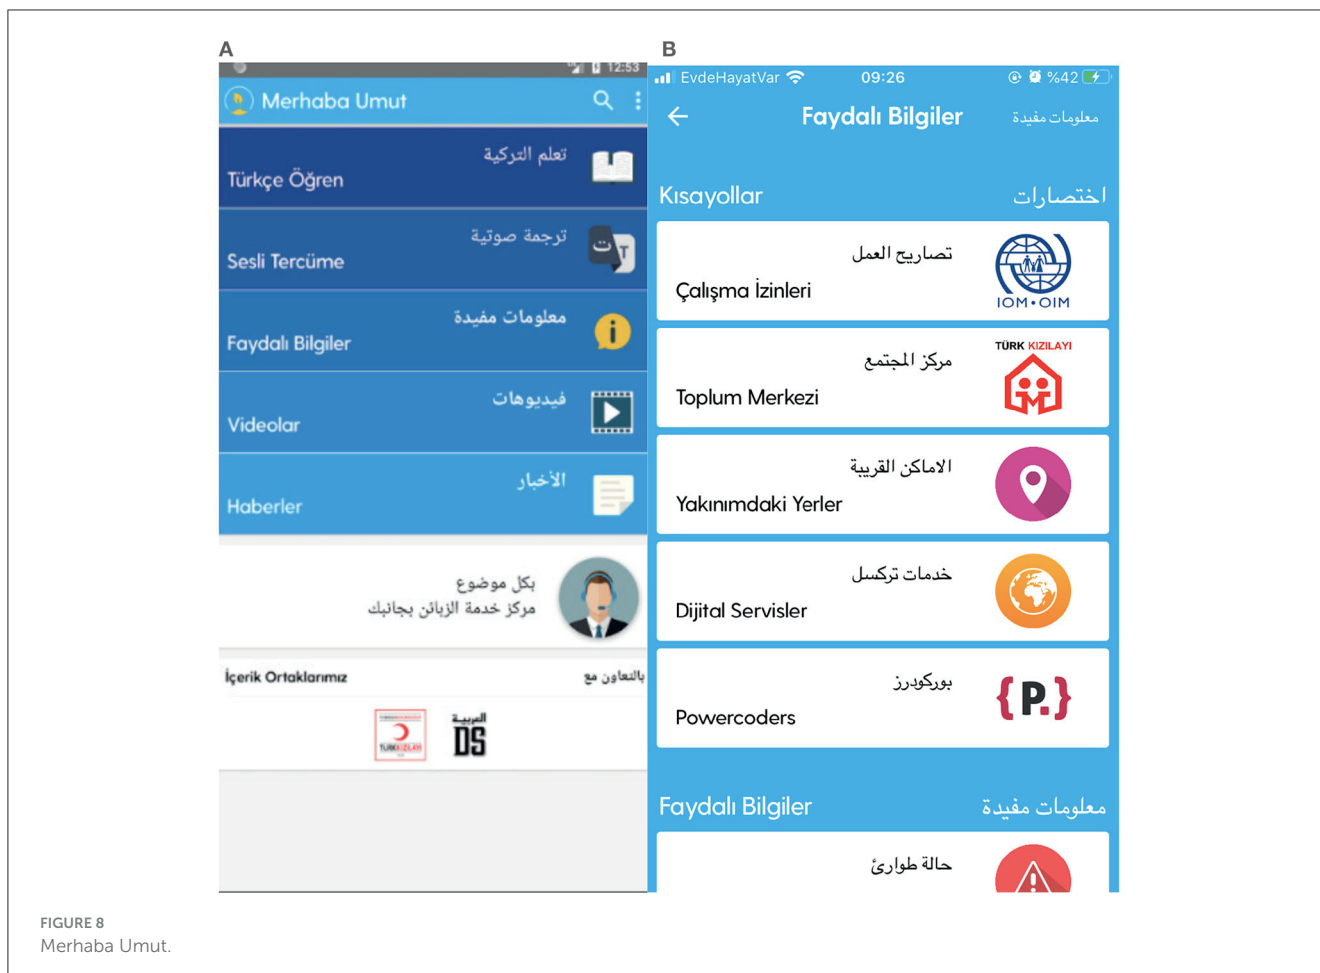 A
12:53
Merhaba Umut
تعلم التركية
Türkçe Öğren
ترجمة صوتية
Sesli Tercüme
ت
T
معلومات مفيدة
Faydalı Bilgiler
فيديوهات
Videolar
الأخبار
Haberler
بكل موضوع
مركز خدمة الزبائن بجانبك
İçerik Ortaklarımız
بالتعاون مع
TÜRK KIZILAYI
العربية
DS
B
EvdeHayatVar
09:26
%42
Faydalı Bilgiler
معلومات مفيدة
Kısayollar
اختصارات
تصاريح العمل
Çalışma İzinleri
IOM•OIM
مركز المجتمع
Toplum Merkezi
TÜRK KIZILAYI
الاماكن القريبة
Yakınımdaki Yerler
خدمات تركسل
Dijital Servisler
بوركودرز
Powercoders
{P.}
Faydalı Bilgiler
معلومات مفيدة
حالة طوارئ
FIGURE 8
Merhaba Umut.